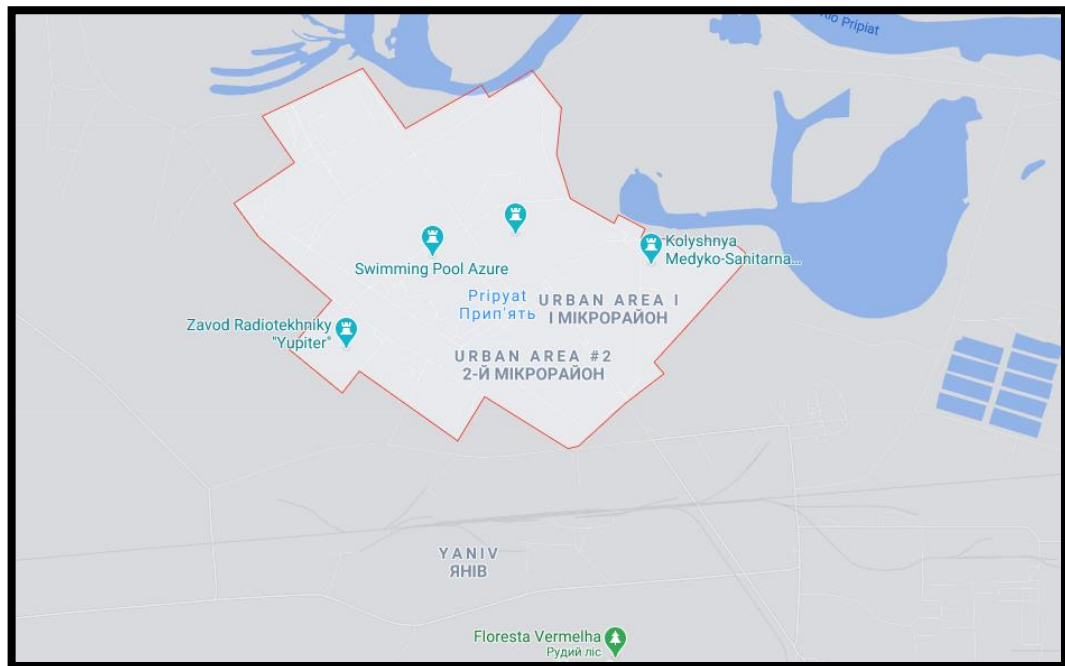 Rio Pripiat
Kolyshnya
Medyko-Sanitarna...
Swimming Pool Azure
Pripyat
Прип'ять
URBAN AREA I
І МІКРОРАЙОН
Zavod Radiotekhniky
"Yupiter"
URBAN AREA #2
2-Й МІКРОРАЙОН
YANIV
ЯНІВ
Floresta Vermelha
Рудий ліс